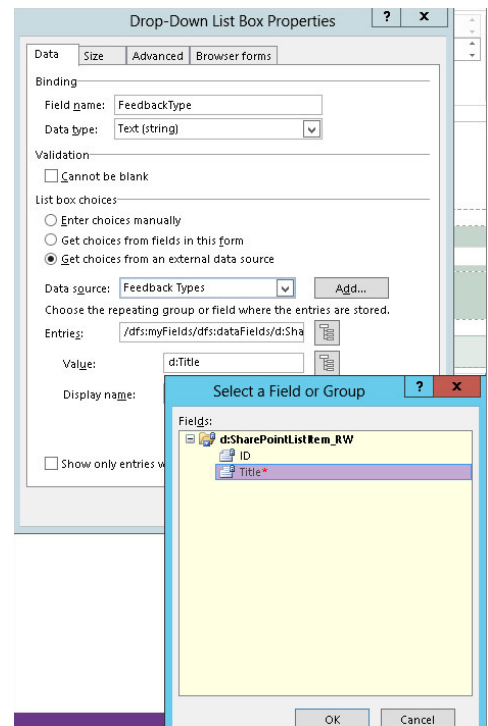 Drop-Down List Box Properties ? x
Data Size Advanced Browser forms
Binding
Field name: FeedbackType
Data type: Text (string)
Validation
Cannot be blank
List box choices
Enter choices manually
Get choices from fields in this form
Get choices from an external data source
Data source: Feedback Types Add...
Choose the repeating group or field where the entries are stored.
Entries: /dfs:myFields/dfs:dataFields/d:Sha
Value: d:Title
Display name:
Show only entries w
Select a Field or Group ? x
Fields:
d:SharePointListItem_RW
ID
Title*
OK Cancel